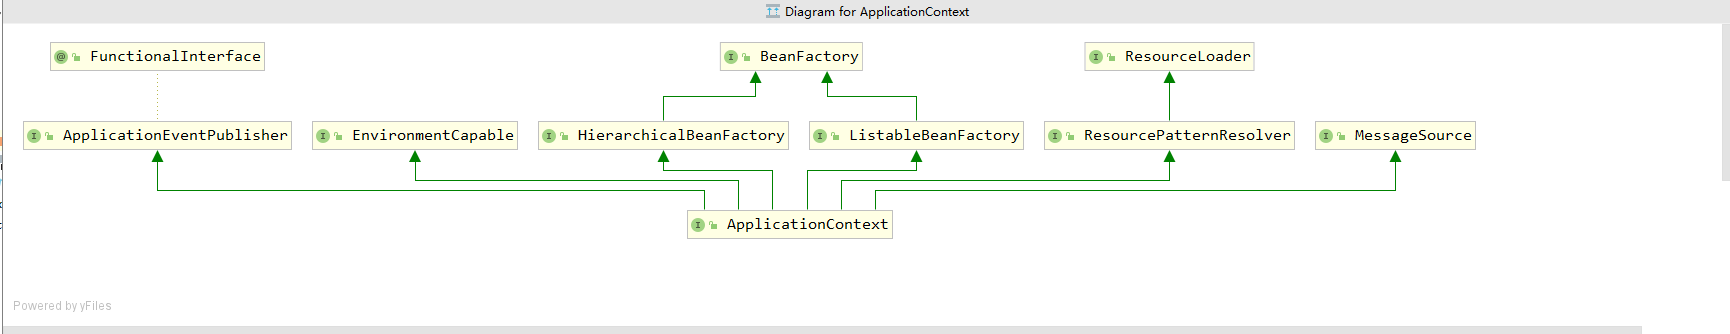 Diagram for ApplicationContext
@ FunctionalInterface
I BeanFactory
I ResourceLoader
I ApplicationEventPublisher
I EnvironmentCapable
I HierarchicalBeanFactory
I ListableBeanFactory
I ResourcePatternResolver
I MessageSource
I ApplicationContext
Powered by yFiles